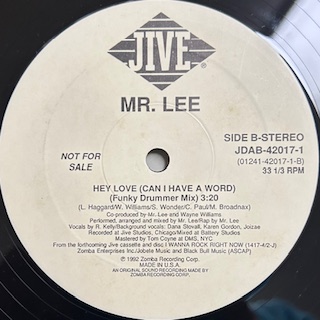 JIVE
MR. LEE
SIDE B-STEREO
JDAB-42017-1
(01241-42017-1-B)
33 1/3 RPM
NOT FOR
SALE
HEY LOVE (CAN I HAVE A WORD)
(Funky Drummer Mix) 3:20
(L. Haggard/W. Williams/S. Wonder/C. Paul/M. Broadnax)
Co-produced by Mr. Lee and Wayne Williams.
Performed, arranged and mixed by Mr. Lee/Rap by Mr. Lee
Vocals by R. Kelly/Background vocals: Dana Stovall, Karen Gordon, Joizae
Recorded at Jive Studios, Chicago/Mixed at Battery Studios
Mastered by Tom Coyne at DMS, NYC
From the forthcoming Jive cassette and disc I WANNA ROCK RIGHT NOW (1417-4/2-J)
Zomba Enterprises Inc./Jobete Music and Black Bull Music (ASCAP)
℗ © 1992 Zomba Recording Corp.
MADE IN U.S.A.
AN ORIGINAL SOUND RECORDING MADE BY
ZOMBA RECORDING CORP.